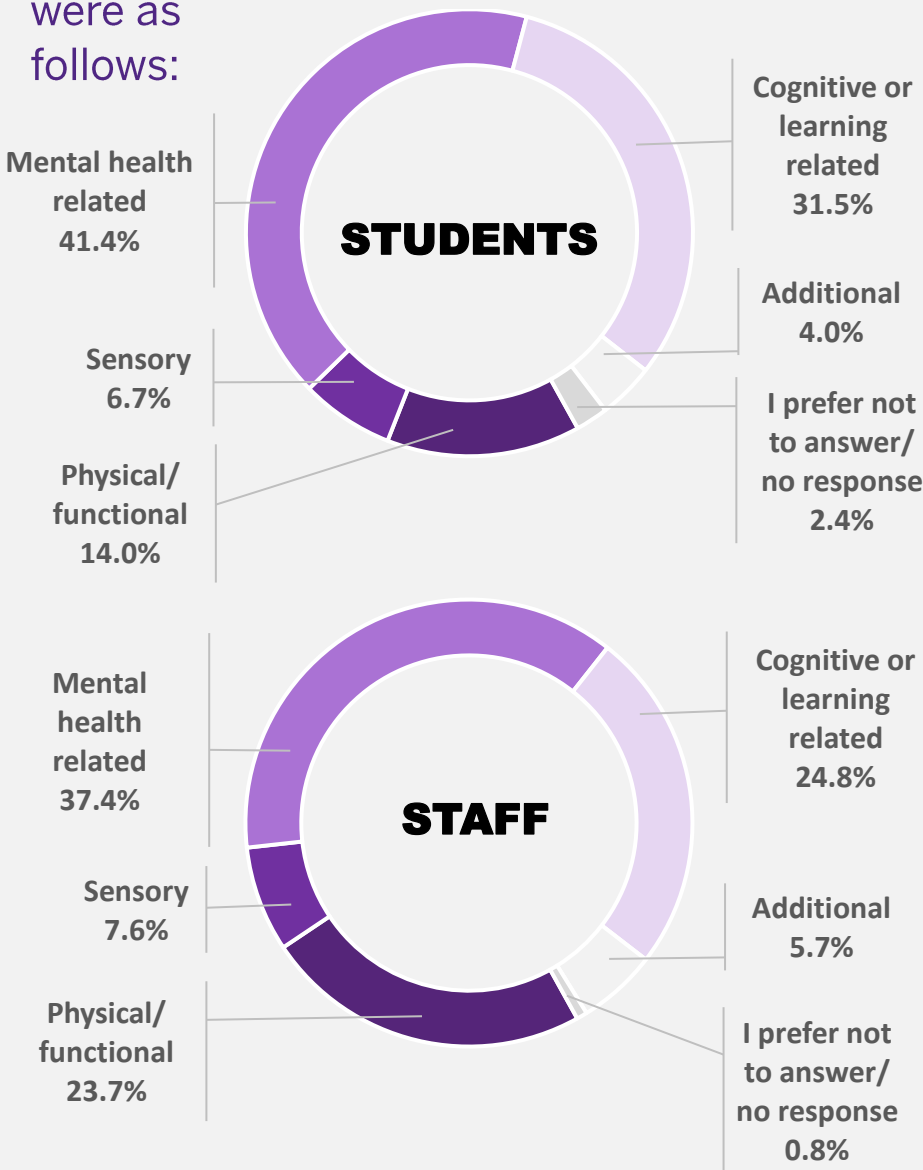 were as
follows:
Mental health
related
41.4%
Cognitive or
learning
related
31.5%
STUDENTS
Additional
4.0%
Sensory
6.7%
I prefer not
to answer/
no response
2.4%
Physical/
functional
14.0%
Mental
health
related
37.4%
Cognitive or
learning
related
24.8%
STAFF
Sensory
7.6%
Additional
5.7%
Physical/
functional
23.7%
I prefer not
to answer/
no response
0.8%